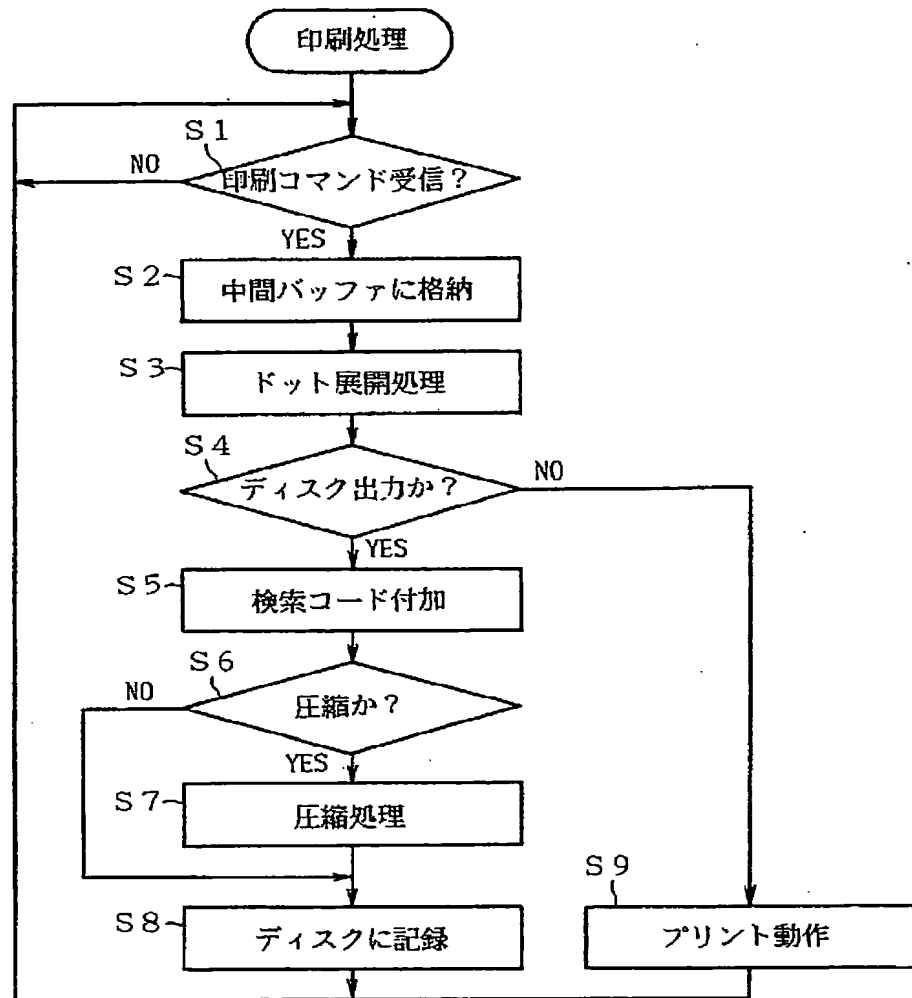 印刷処理
S1
NO
印刷コマンド受信？
YES
S2
中間バッファに格納
S3
ドット展開処理
S4
ディスク出力か？
NO
YES
S5
検索コード付加
S6
NO
圧縮か？
YES
S7
圧縮処理
S9
S8
ディスクに記録
プリント動作